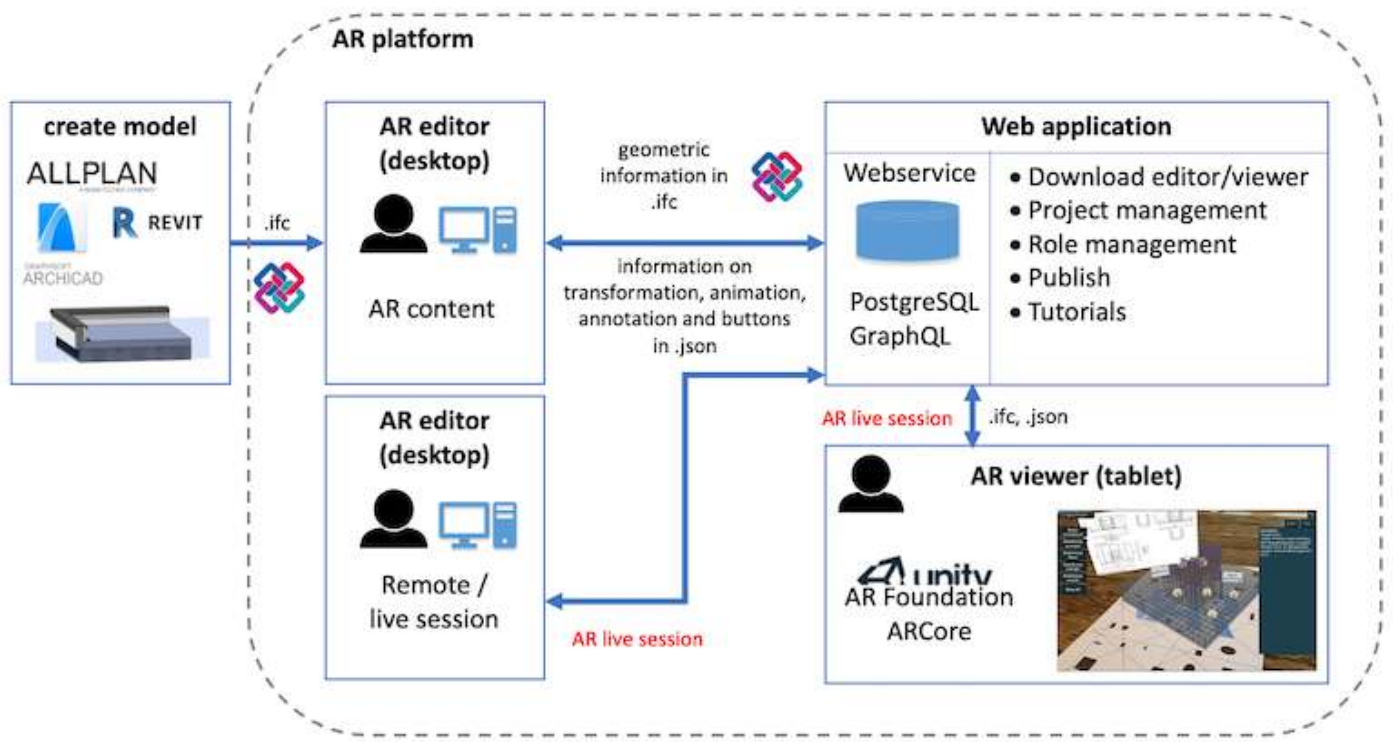 AR platform
create model
ALLPLAN
R REVIT
GRAPHISOFT
ARCHICAD
.ifc
AR editor
(desktop)
AR content
geometric
information in
.ifc
information on
transformation, animation,
annotation and buttons
in .json
Web application
Webservice
PostgreSQL
GraphQL
• Download editor/viewer
• Project management
• Role management
• Publish
• Tutorials
AR editor
(desktop)
Remote /
live session
AR live session
AR live session
.ifc, .json
AR viewer (tablet)
unity
AR Foundation
ARCore